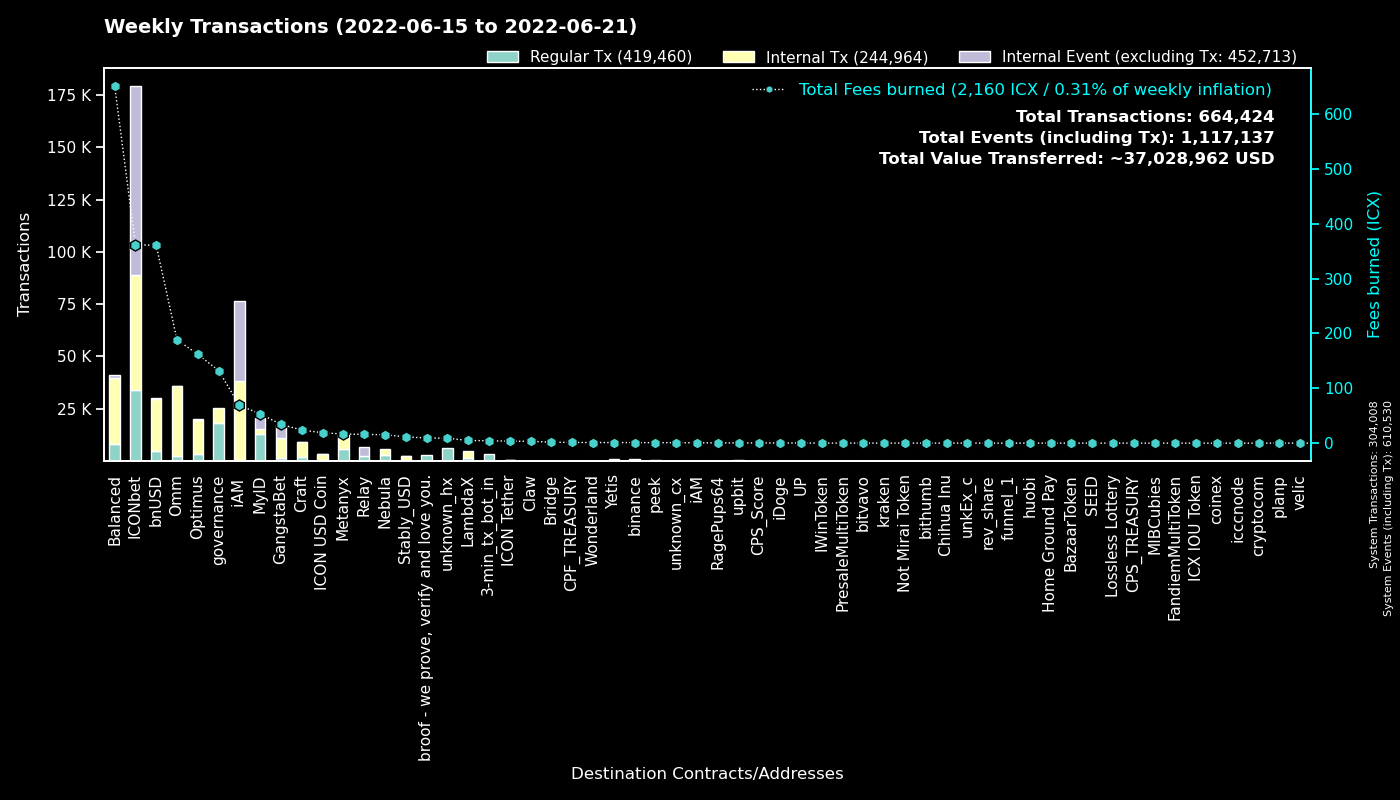 Weekly Transactions (2022-06-15 to 2022-06-21)
Regular Tx (419,460)
Internal Tx (244,964)
Internal Event (excluding Tx: 452,713)
Total Fees burned (2,160 ICX / 0.31% of weekly inflation)
Total Transactions: 664,424
Total Events (including Tx): 1,117,137
Total Value Transferred: ~37,028,962 USD
Transactions
175 K
150 K
125 K
100 K
75 K
50 K
25 K
600
500
400
300
200
100
0
Fees burned (ICX)
System Transactions: 304,008
System Events (including Tx): 610,530
Balanced
ICONbet
bnUSD
Omm
Optimus
governance
iAM
MyID
GangstaBet
Craft
ICON USD Coin
Metanyx
Relay
Nebula
Stably_USD
broof - we prove, verify and love you.
unknown_hx
LambdaX
3-min_tx_bot_in
ICON Tether
Claw
Bridge
CPF_TREASURY
Wonderland
Yetis
binance
peek
unknown_cx
iAM
RagePups64
upbit
CPS_Score
iDoge
UP
IWinToken
PresaleMultiToken
bitvavo
kraken
Not Mirai Token
bithumb
Chihua Inu
unkEx_c
rev_share
funnel_1
huobi
Home Ground Pay
BazaarToken
SEED
Lossless Lottery
CPS_TREASURY
MIBCubies
FandiemMultiToken
ICX IOU Token
coinex
icccnode
cryptocom
planp
velic
Destination Contracts/Addresses